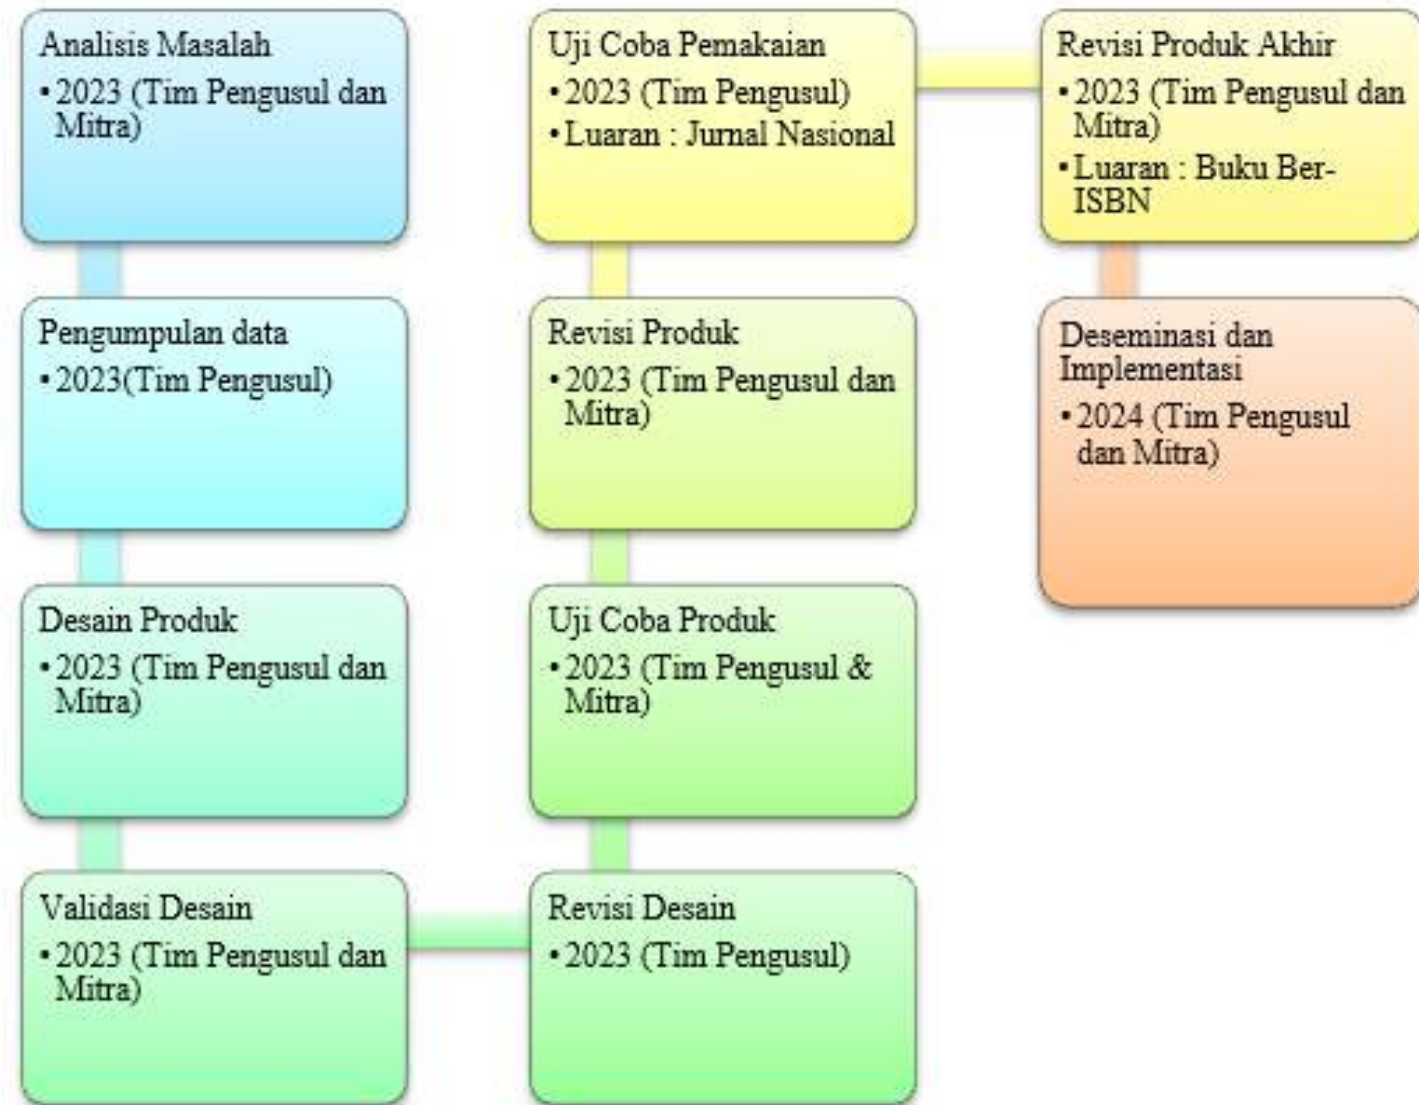 Analisis Masalah
• 2023 (Tim Pengusul dan
Mitra)
Pengumpulan data
• 2023(Tim Pengusul)
Desain Produk
• 2023 (Tim Pengusul dan
Mitra)
Validasi Desain
• 2023 (Tim Pengusul dan
Mitra)
Revisi Desain
• 2023 (Tim Pengusul)
Uji Coba Produk
• 2023 (Tim Pengusul &
Mitra)
Revisi Produk
• 2023 (Tim Pengusul dan
Mitra)
Uji Coba Pemakaian
• 2023 (Tim Pengusul)
• Luaran : Jurnal Nasional
Revisi Produk Akhir
• 2023 (Tim Pengusul dan
Mitra)
• Luaran : Buku Ber-
ISBN
Deseminasi dan
Implementasi
• 2024 (Tim Pengusul
dan Mitra)